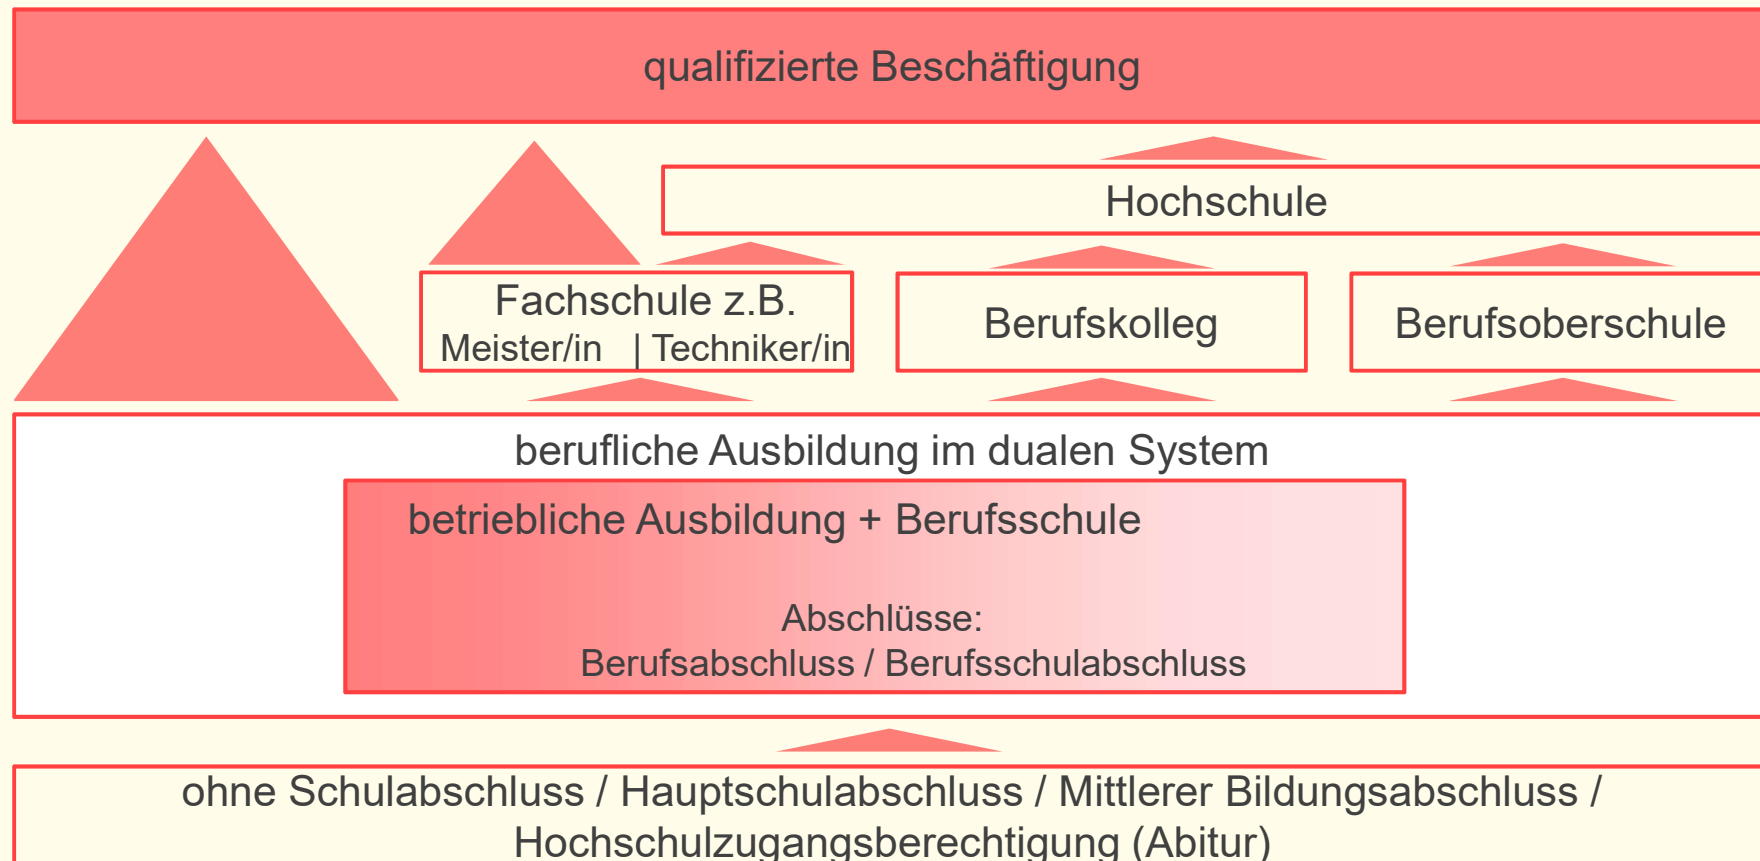 qualifizierte Beschäftigung
Hochschule
Fachschule z.B.
Meister/in | Techniker/in
Berufskolleg
Berufsoberschule
berufliche Ausbildung im dualen System
betriebliche Ausbildung + Berufsschule
Abschlüsse:
Berufsabschluss / Berufsschulabschluss
ohne Schulabschluss / Hauptschulabschluss / Mittlerer Bildungsabschluss /
Hochschulzugangsberechtigung (Abitur)